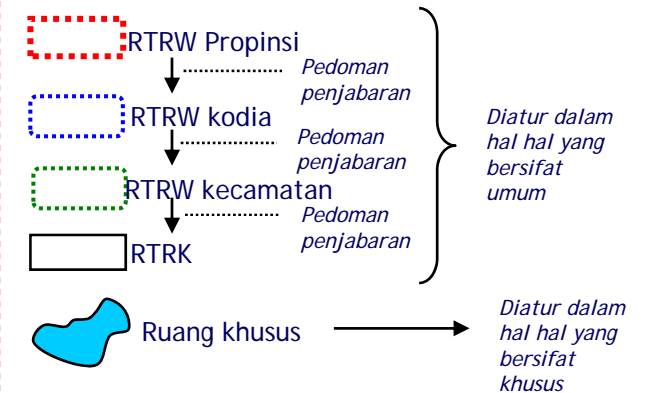 RTRW Propinsi
Pedoman
penjabaran
RTRW kodia
Pedoman
penjabaran
RTRW kecamatan
Pedoman
penjabaran
RTRK
Diatur dalam
hal hal yang
bersifat
umum
Ruang khusus
Diatur dalam
hal hal yang
bersifat
khusus